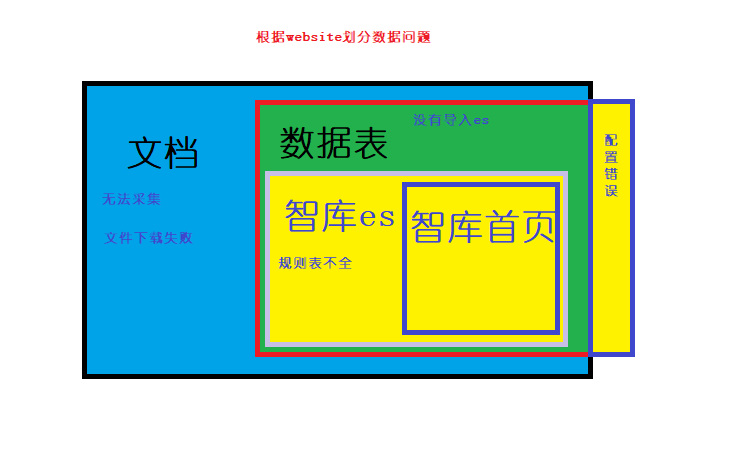 根据website划分数据问题
没有导入es
数据表
文档
配置错误
无法采集
智库es
智库首页
文件下载失败
规则表不全